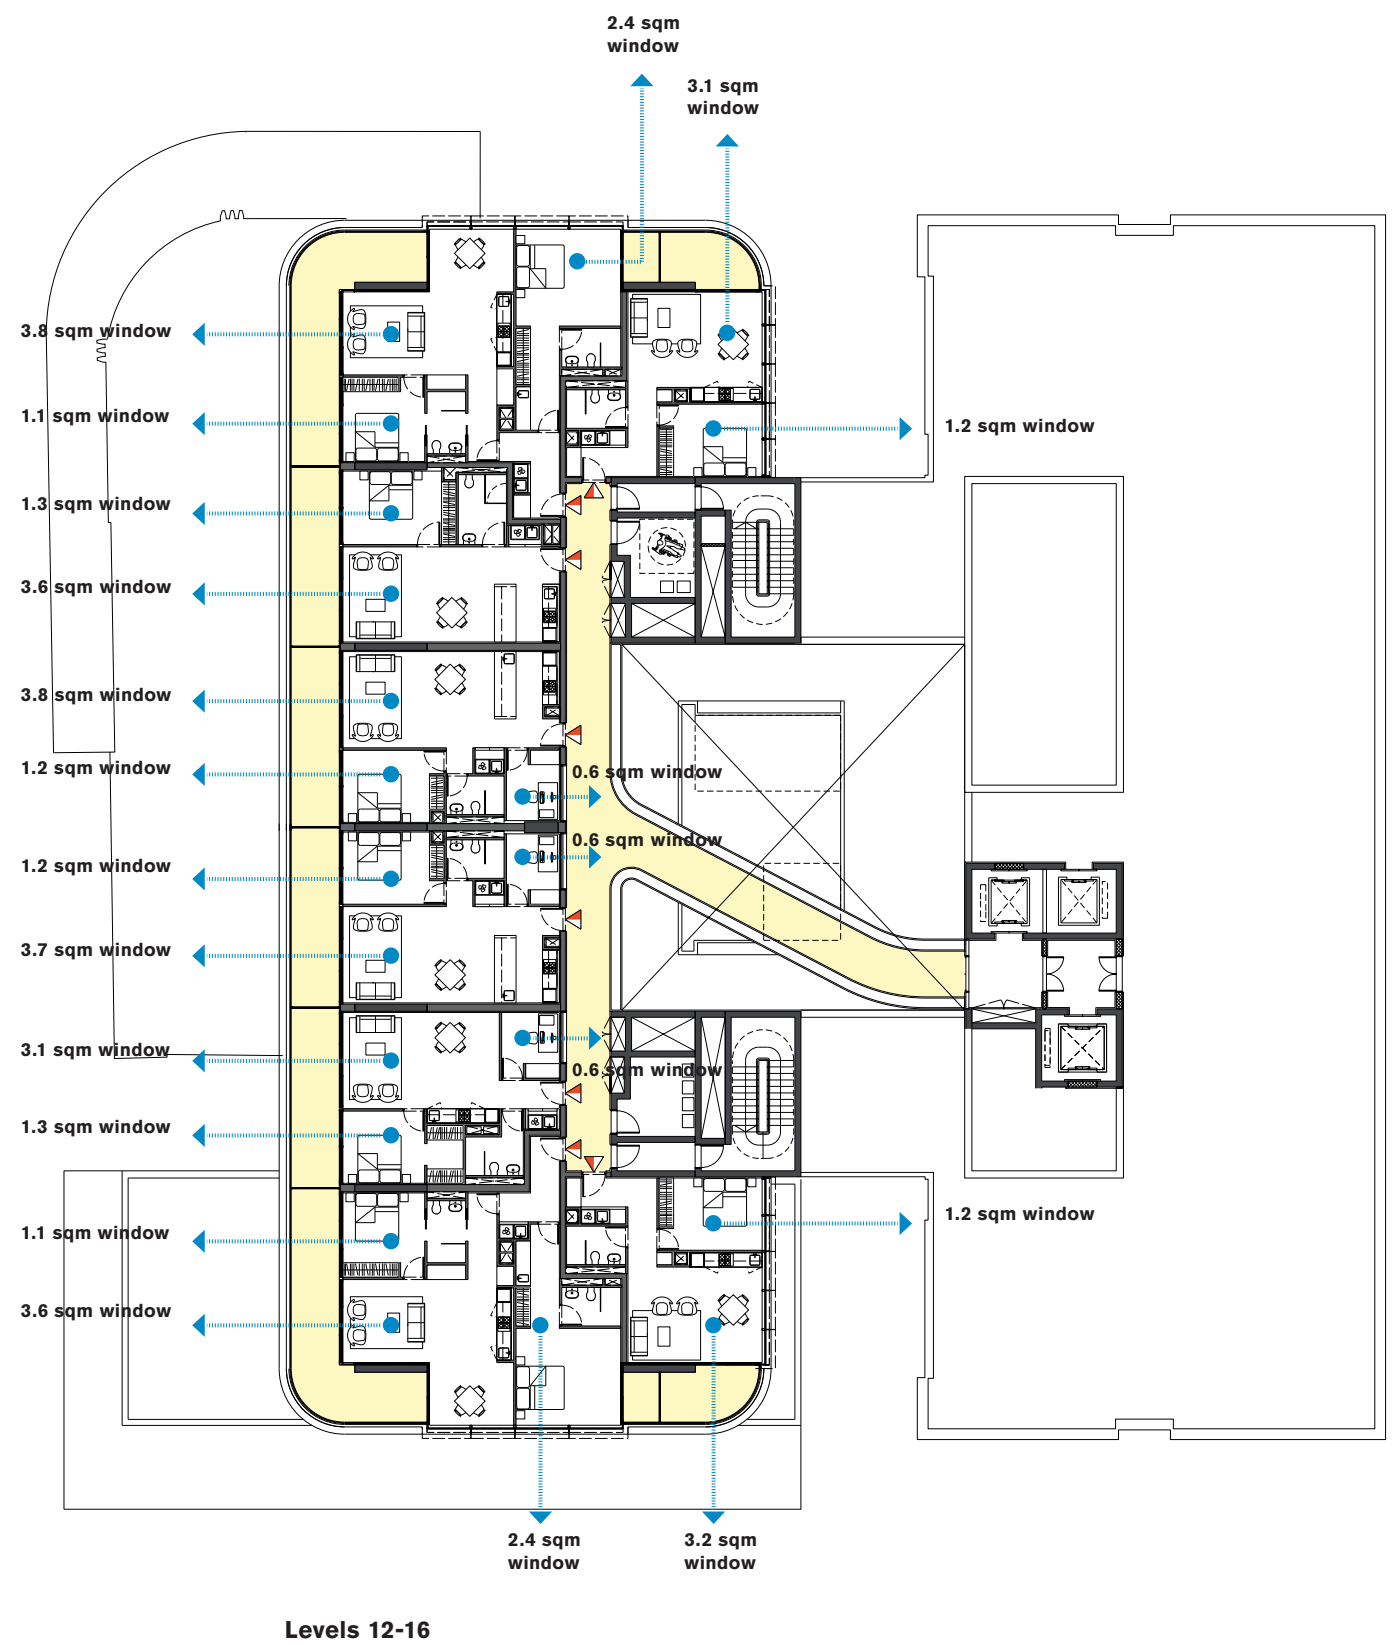 2.4 sqm
window
3.1 sqm
window
3.8 sqm window
1.1 sqm window
1.2 sqm window
1.3 sqm window
3.6 sqm window
3.8 sqm window
1.2 sqm window
0.6 sqm window
0.6 sqm window
1.2 sqm window
3.7 sqm window
3.1 sqm window
0.6 sqm window
1.3 sqm window
1.2 sqm window
1.1 sqm window
3.6 sqm window
2.4 sqm
window
3.2 sqm
window
Levels 12-16